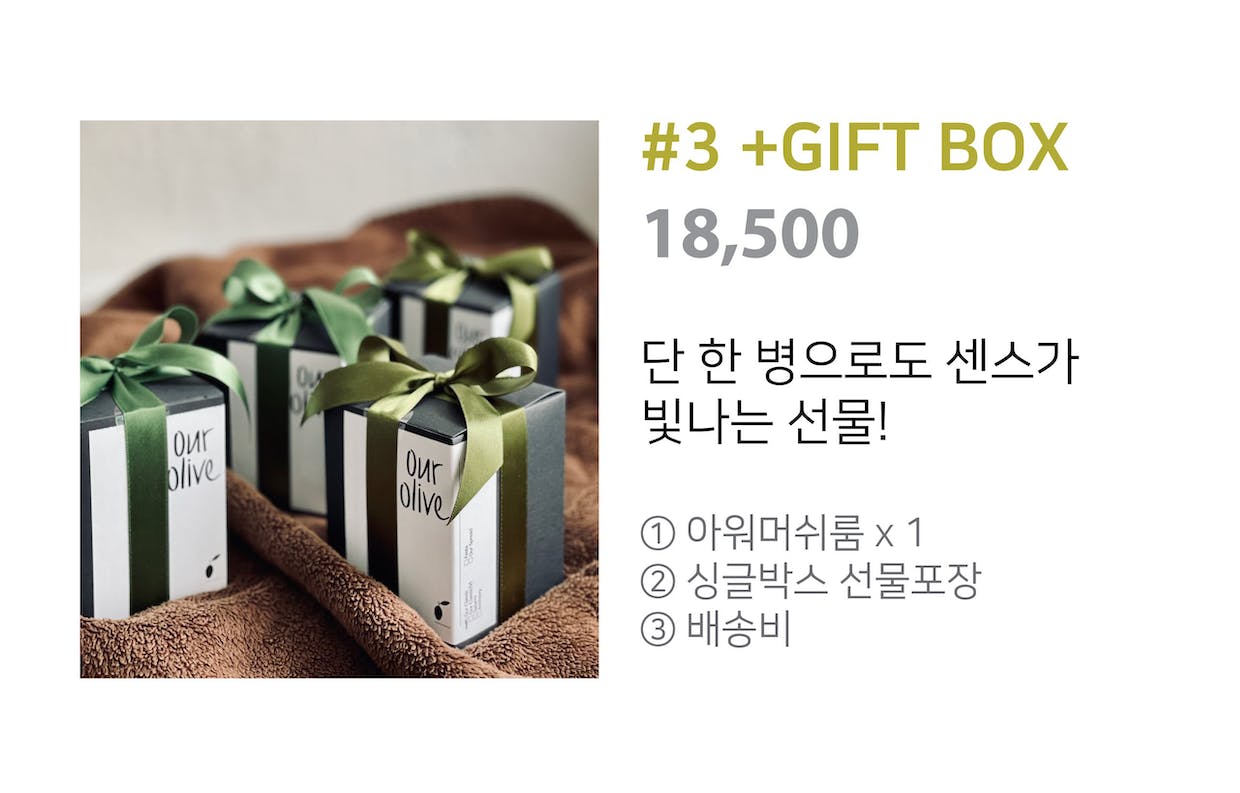 #3 +GIFT BOX
18,500
단 한 병으로도 센스가
빛나는 선물!
① 아워머쉬룸 x 1
② 싱글박스 선물포장
③ 배송비
our
olive
our
olive
our